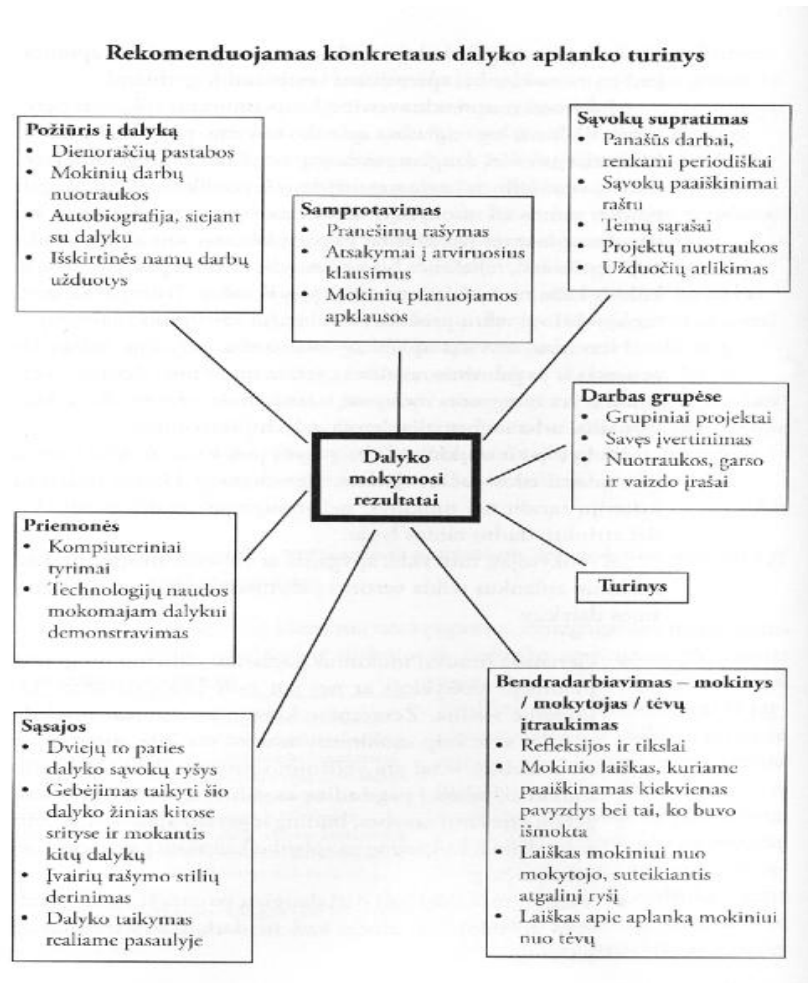 Rekomenduojamas konkretaus dalyko aplanko turinys
Požiūris į dalyką
• Dienoraščių pastabos
• Mokinių darbų
nuotraukos
• Autobiografija, siejant
su dalyku
• Išskirtinės namų darbų
užduotys
Samprotavimas
• Pranešimų rašymas
• Atsakymai į atviruosius
klausimus
• Mokinių planuojamos
apklausos
Sąvokų supratimas
• Panašūs darbai,
renkami periodiškai
• Sąvokų paaiškinimai
raštu
• Temų sąrašai
• Projektų nuotraukos
• Užduočių atlikimas
Darbas grupėse
• Grupiniai projektai
• Savęs įvertinimas
• Nuotraukos, garso
ir vaizdo įrašai
Dalyko
mokymosi
rezultatai
Priemonės
• Kompiuteriniai
tyrimai
• Technologijų naudos
mokomajam dalykui
demonstravimas
Turinys
Sąsajos
• Dviejų to paties
dalyko sąvokų ryšys
• Gebėjimas taikyti šio
dalyko žinias kitose
srityse ir mokantis
kitų dalykų
• Įvairių rašymo stilių
derinimas
• Dalyko taikymas
realiame pasaulyje
Bendradarbiavimas – mokinys
/ mokytojas / tėvų
įtraukimas
• Refleksijos ir tikslai
• Mokinio laiškas, kuriame
paaiškinamas kiekvienas
pavyzdys bei tai, ko buvo
išmokta
• Laiškas mokiniui nuo
mokytojo, suteikiantis
atgalinį ryšį
• Laiškas apie aplanką mokiniui
nuo tėvų